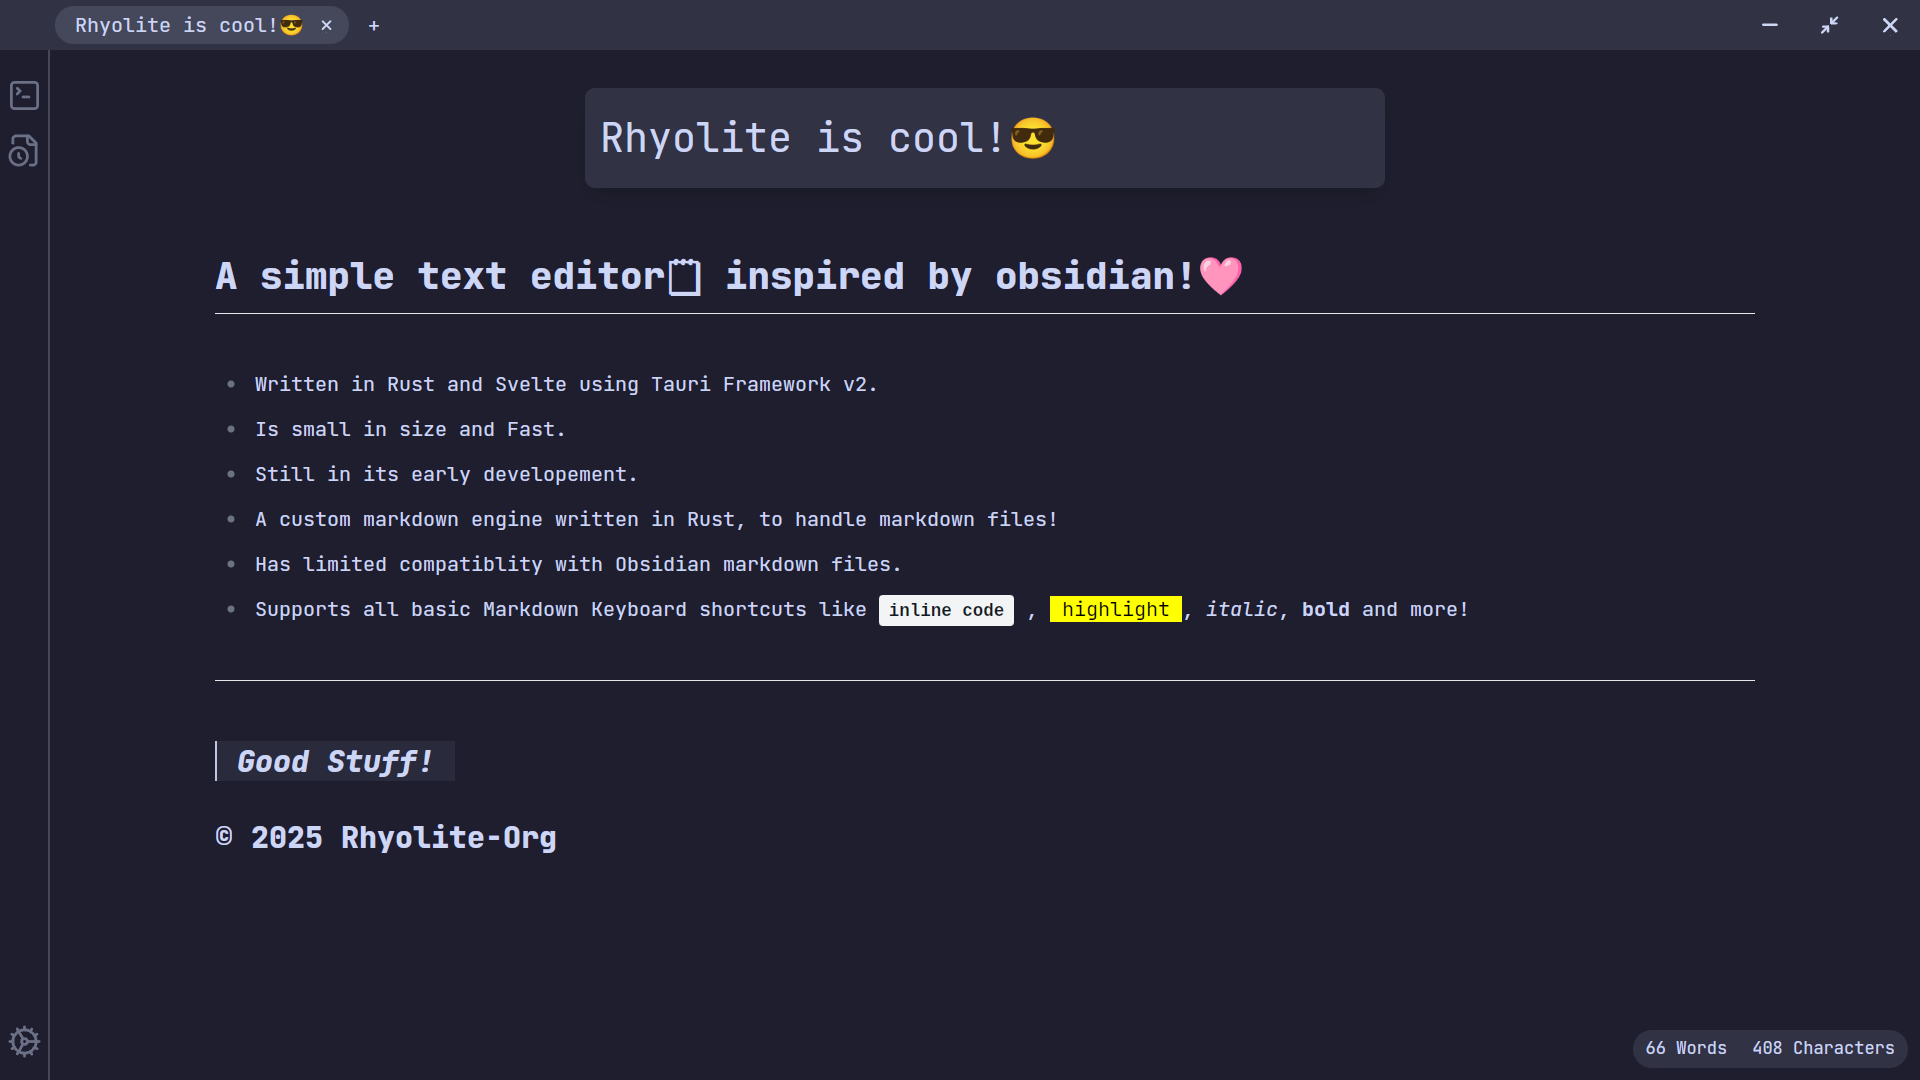 Rhyolite is cool!😎
Rhyolite is cool!😎
A simple text editor🗒 inspired by obsidian!🩷
Written in Rust and Svelte using Tauri Framework v2.
Is small in size and Fast.
Still in its early developement.
A custom markdown engine written in Rust, to handle markdown files!
Has limited compatiblity with Obsidian markdown files.
Supports all basic Markdown Keyboard shortcuts like inline code , highlight, italic, bold and more!
Good Stuff!
© 2025 Rhyolite-Org
66 Words 408 Characters